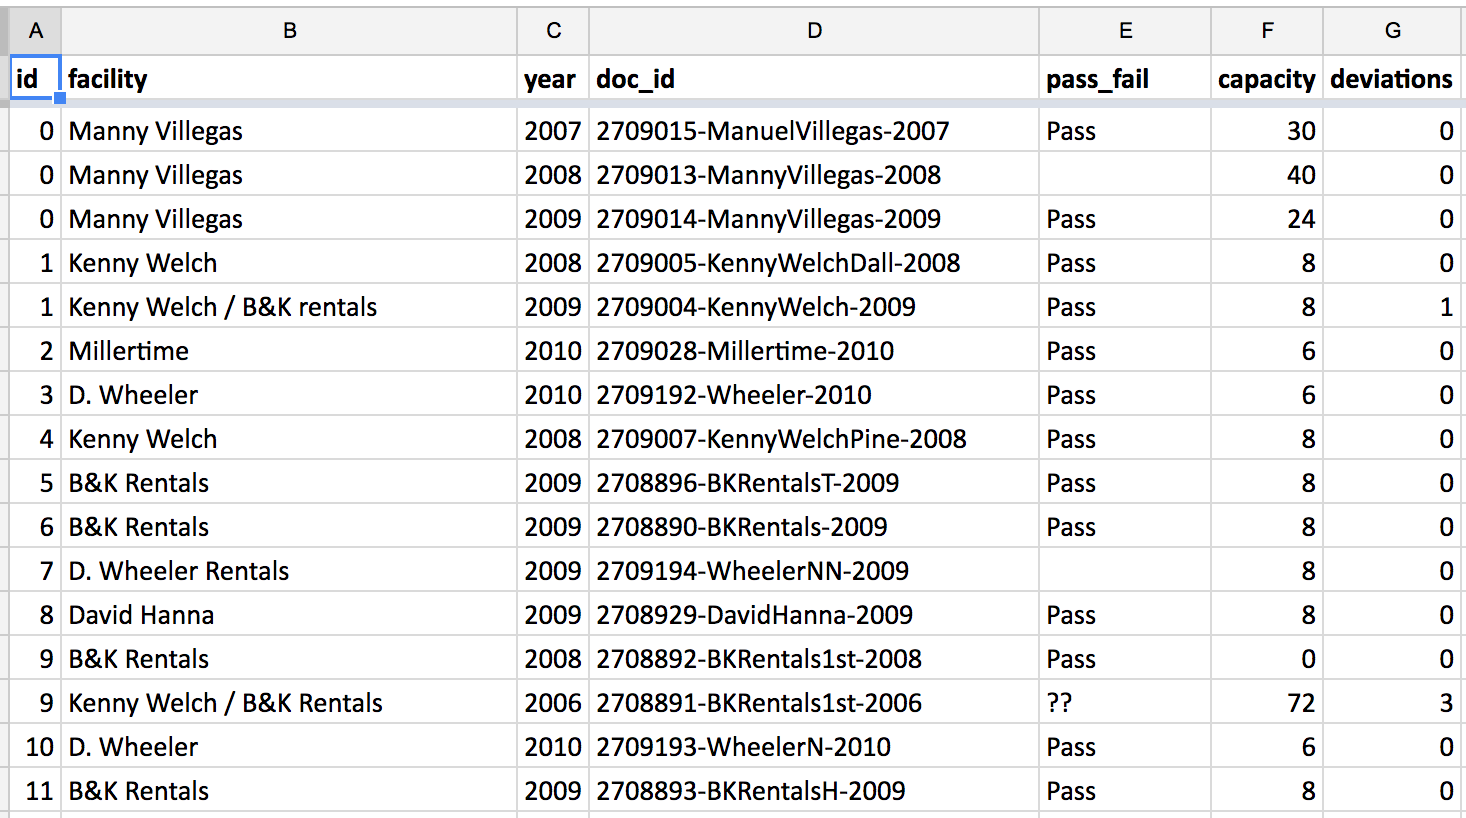 A B C D E F G
id facility year doc_id pass_fail capacity deviations
0 Manny Villegas 2007 2709015-ManuelVillegas-2007 Pass 30 0
0 Manny Villegas 2008 2709013-MannyVillegas-2008 40 0
0 Manny Villegas 2009 2709014-MannyVillegas-2009 Pass 24 0
1 Kenny Welch 2008 2709005-KennyWelchDall-2008 Pass 8 0
1 Kenny Welch / B&K rentals 2009 2709004-KennyWelch-2009 Pass 8 1
2 Millertime 2010 2709028-Millertime-2010 Pass 6 0
3 D. Wheeler 2010 2709192-Wheeler-2010 Pass 6 0
4 Kenny Welch 2008 2709007-KennyWelchPine-2008 Pass 8 0
5 B&K Rentals 2009 2708896-BKRentalsT-2009 Pass 8 0
6 B&K Rentals 2009 2708890-BKRentals-2009 Pass 8 0
7 D. Wheeler Rentals 2009 2709194-WheelerNN-2009 8 0
8 David Hanna 2009 2708929-DavidHanna-2009 Pass 8 0
9 B&K Rentals 2008 2708892-BKRentals1st-2008 Pass 0 0
9 Kenny Welch / B&K Rentals 2006 2708891-BKRentals1st-2006 ?? 72 3
10 D. Wheeler 2010 2709193-WheelerN-2010 Pass 6 0
11 B&K Rentals 2009 2708893-BKRentalsH-2009 Pass 8 0